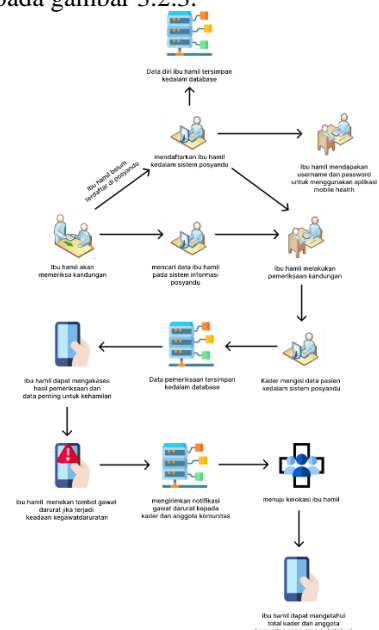 pada gambar 3.2.3.
Data diri ibu hamil tersimpan
kedalam database
mendaftarkan ibu hamil
kedalam sistem posyandu
Ibu hamil mendapakan
username dan password
untuk menggunakan aplikasi
mobile health
Ibu hamil belum
terdaftar di posyandu
Ibu hamil akan
memeriksa kandungan
mencari data ibu hamil
pada sistem informasi
posyandu
Ibu hamil melakukan
pemeriksaan kandungan
ibu hamil dapat mengakases
hasil pemeriksaan dan
data penting untuk kehamilan
Data pemeriksaan tersimpan
kedalam database
Kader mengisi data pasien
kedalam sistem posyandu
ibu hamil menekan tombol gawat
darurat jika terjadi
keadaan kegawatdaruratan
mengirimkan notifikasi
gawat darurat kepada
kader dan anggota komunitas
menuju kelokasi ibu hamil
ibu hamil dapat mengetahui
total kader dan anggota